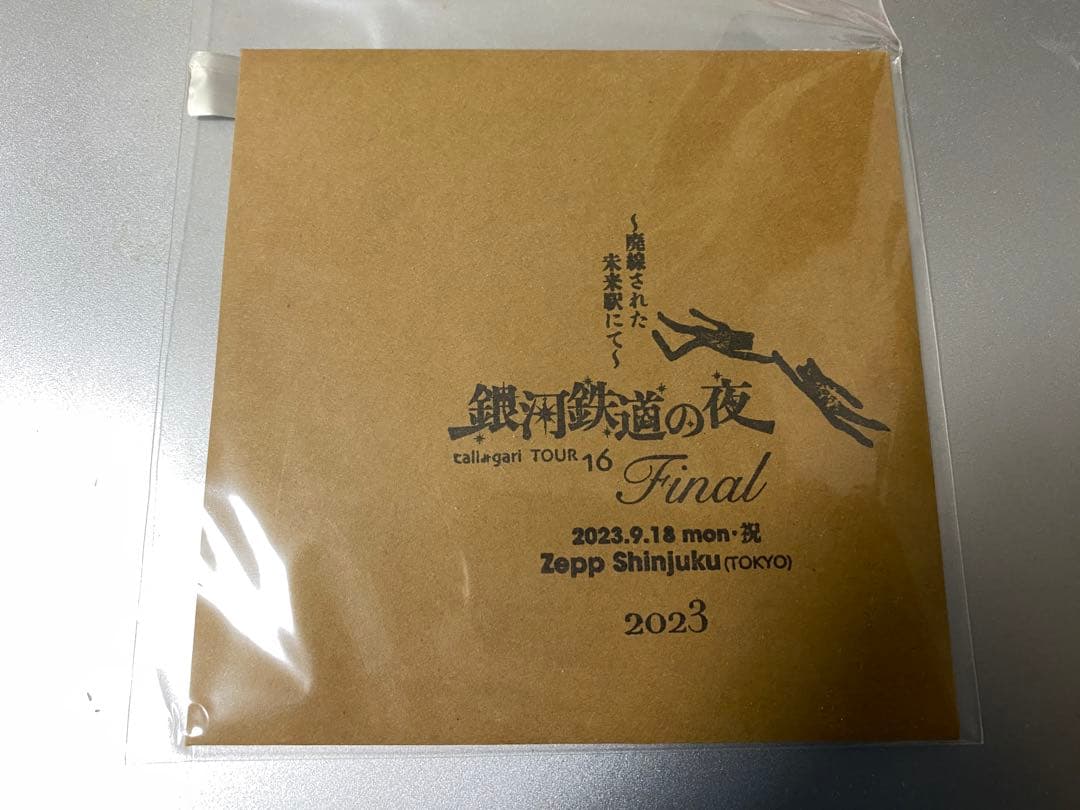 〜廃線された
未来駅にて〜
銀河鉄道の夜
cali≠gari TOUR 16
Final
2023.9.18 mon・祝
Zepp Shinjuku (TOKYO)
2023